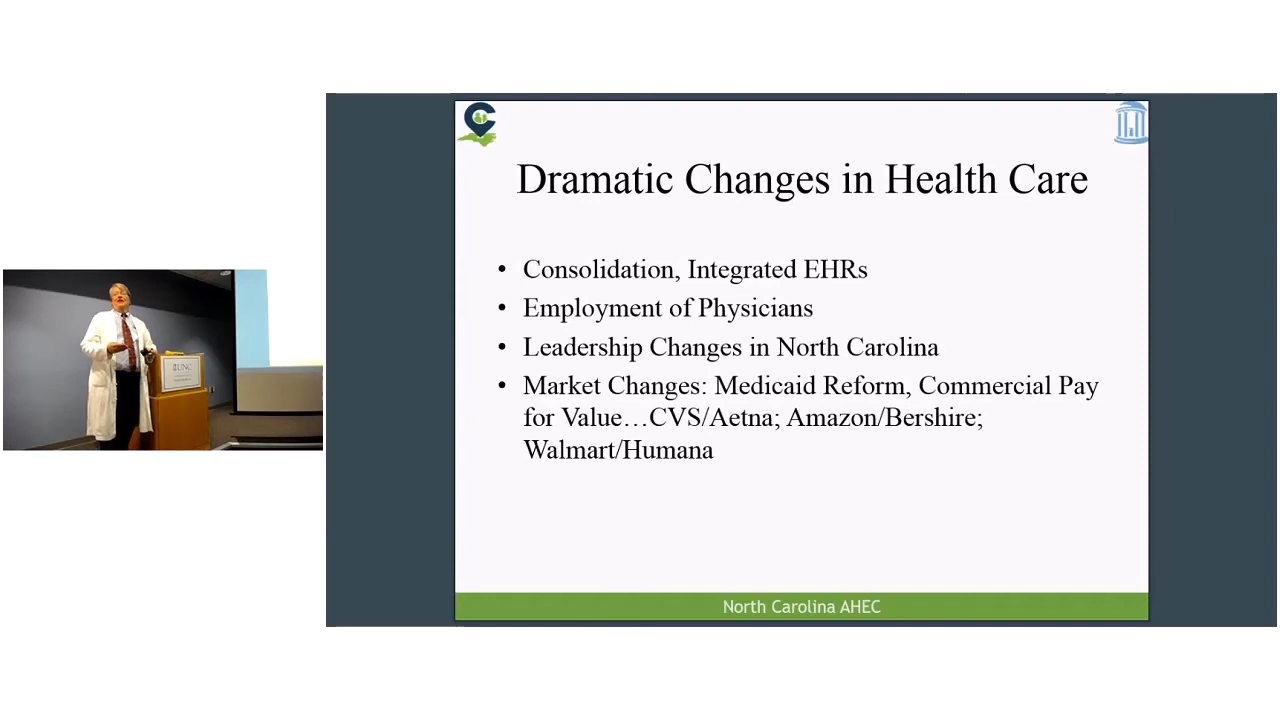 Dramatic Changes in Health Care
• Consolidation, Integrated EHRs
• Employment of Physicians
• Leadership Changes in North Carolina
• Market Changes: Medicaid Reform, Commercial Pay
for Value…CVS/Aetna; Amazon/Bershire;
Walmart/Humana
North Carolina AHEC
UNC